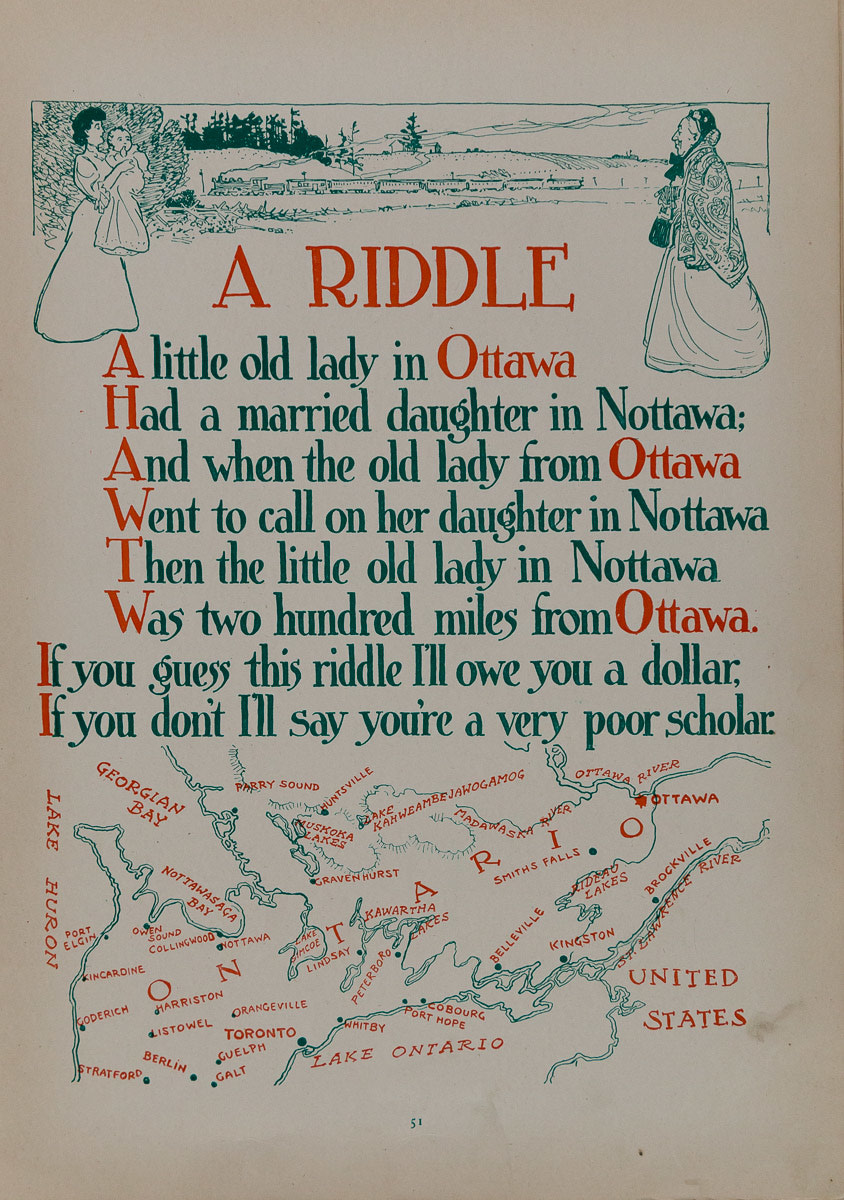 A RIDDLE
A little old lady in Ottawa
Had a married daughter in Nottawa;
And when the old lady from Ottawa
Went to call on her daughter in Nottawa
Then the little old lady in Nottawa
Was two hundred miles from Ottawa.
If you guess this riddle I'll owe you a dollar,
If you don't I'll say you're a very poor scholar.
GEORGIAN BAY
PARRY SOUND
HUNTSVILLE
LAKE KAHWEAMBEJAWOGAMOG
OTTAWA RIVER
OTTAWA
MADAWASKA RIVER
MUSKOKA LAKES
LAKE HURON
GRAVENHURST
SMITHS FALLS
RIDEAU LAKES
BROCKVILLE
ST. LAWRENCE RIVER
NOTTAWASAGA BAY
ONTARIO
KAWARTHA LAKES
PORT ELGIN
OWEN SOUND
COLLINGWOOD
NOTTAWA
LAKE SIMCOE
LINDSAY
PETERBORO
BELLEVILLE
KINGSTON
KINCARDINE
UNITED STATES
GODERICH
HARRISTON
ORANGEVILLE
LISTOWEL
TORONTO
WHITBY
COBOURG
PORT HOPE
LAKE ONTARIO
STRATFORD
BERLIN
GUELPH
GALT
51